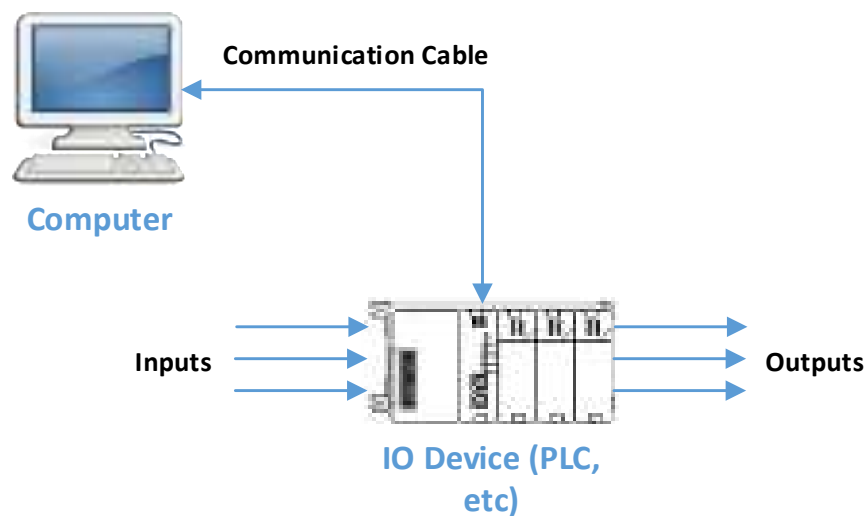 Communication Cable
Computer
Inputs
Outputs
IO Device (PLC,
etc)